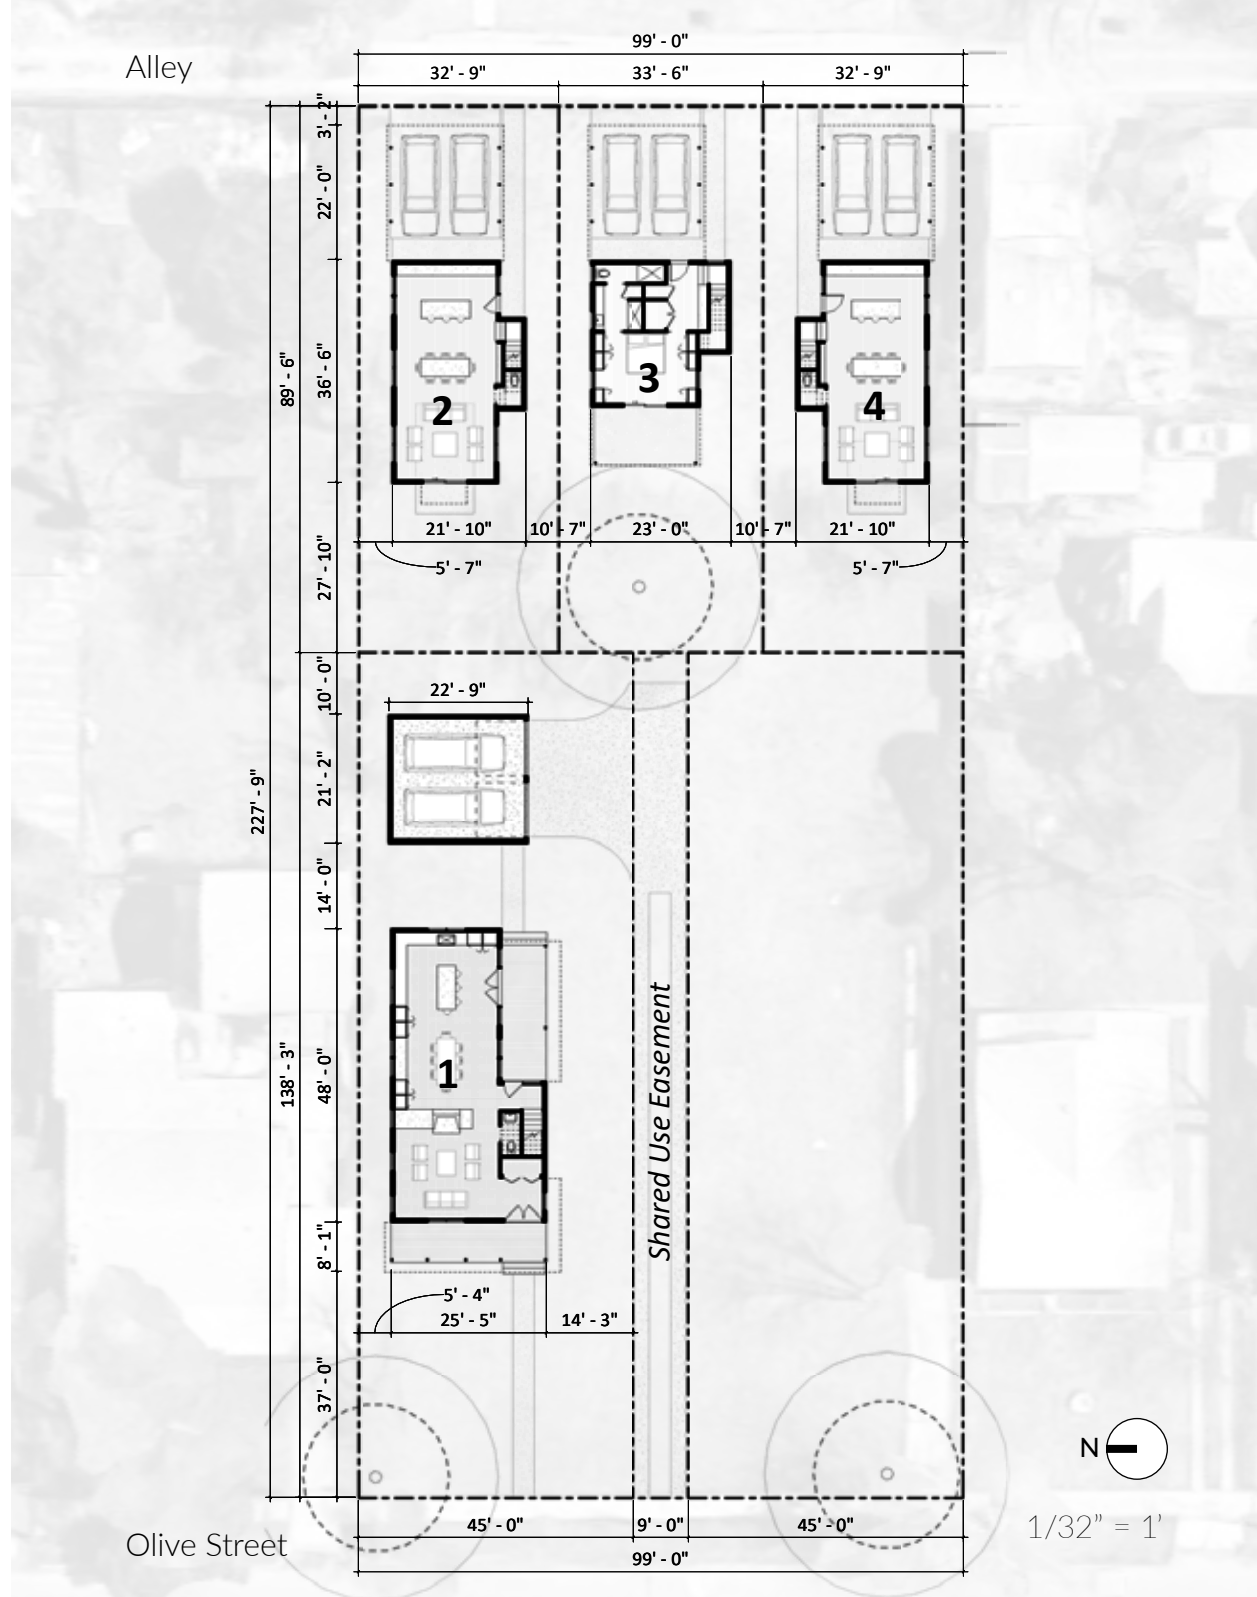 99' - 0"
Alley
32' - 9"
33' - 6"
32' - 9"
3' - 2"
22' - 0"
36' - 6"
89' - 6"
3
2
4
21' - 10"
10' - 7"
23' - 0"
10' - 7"
21' - 10"
5' - 7"
5' - 7"
27' - 10"
10' - 0"
22' - 9"
21' - 2"
227' - 9"
14' - 0"
138' - 3"
48' - 0"
1
Shared Use Easement
8' - 1"
5' - 4"
25' - 5"
14' - 3"
37' - 0"
N
45' - 0"
9' - 0"
45' - 0"
1/32" = 1'
Olive Street
99' - 0"